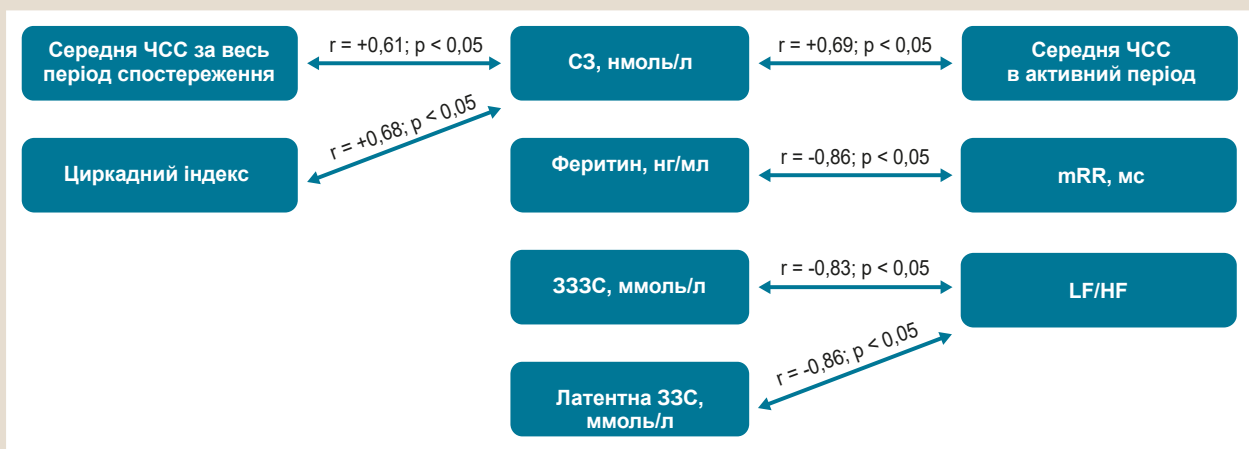 Середня ЧСС за весь
період спостереження
r = +0,61; p < 0,05
СЗ, нмоль/л
r = +0,69; p < 0,05
Середня ЧСС
в активний період
Циркадний індекс
r = +0,68; p < 0,05
Феритин, нг/мл
r = -0,86; p < 0,05
mRR, мс
ЗЗЗС, ммоль/л
r = -0,83; p < 0,05
LF/HF
Латентна ЗЗС,
ммоль/л
r = -0,86; p < 0,05